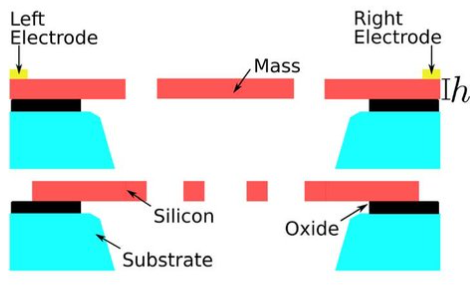 Left
Electrode
Right
Electrode
Mass
h
Silicon
Oxide
Substrate